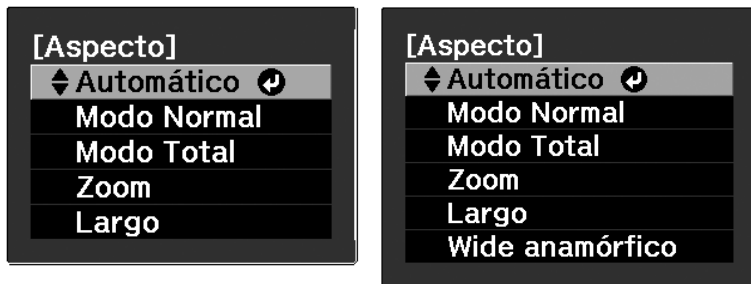 [Aspecto]
Automático
Modo Normal
Modo Total
Zoom
Largo
[Aspecto]
Automático
Modo Normal
Modo Total
Zoom
Largo
Wide anamórfico